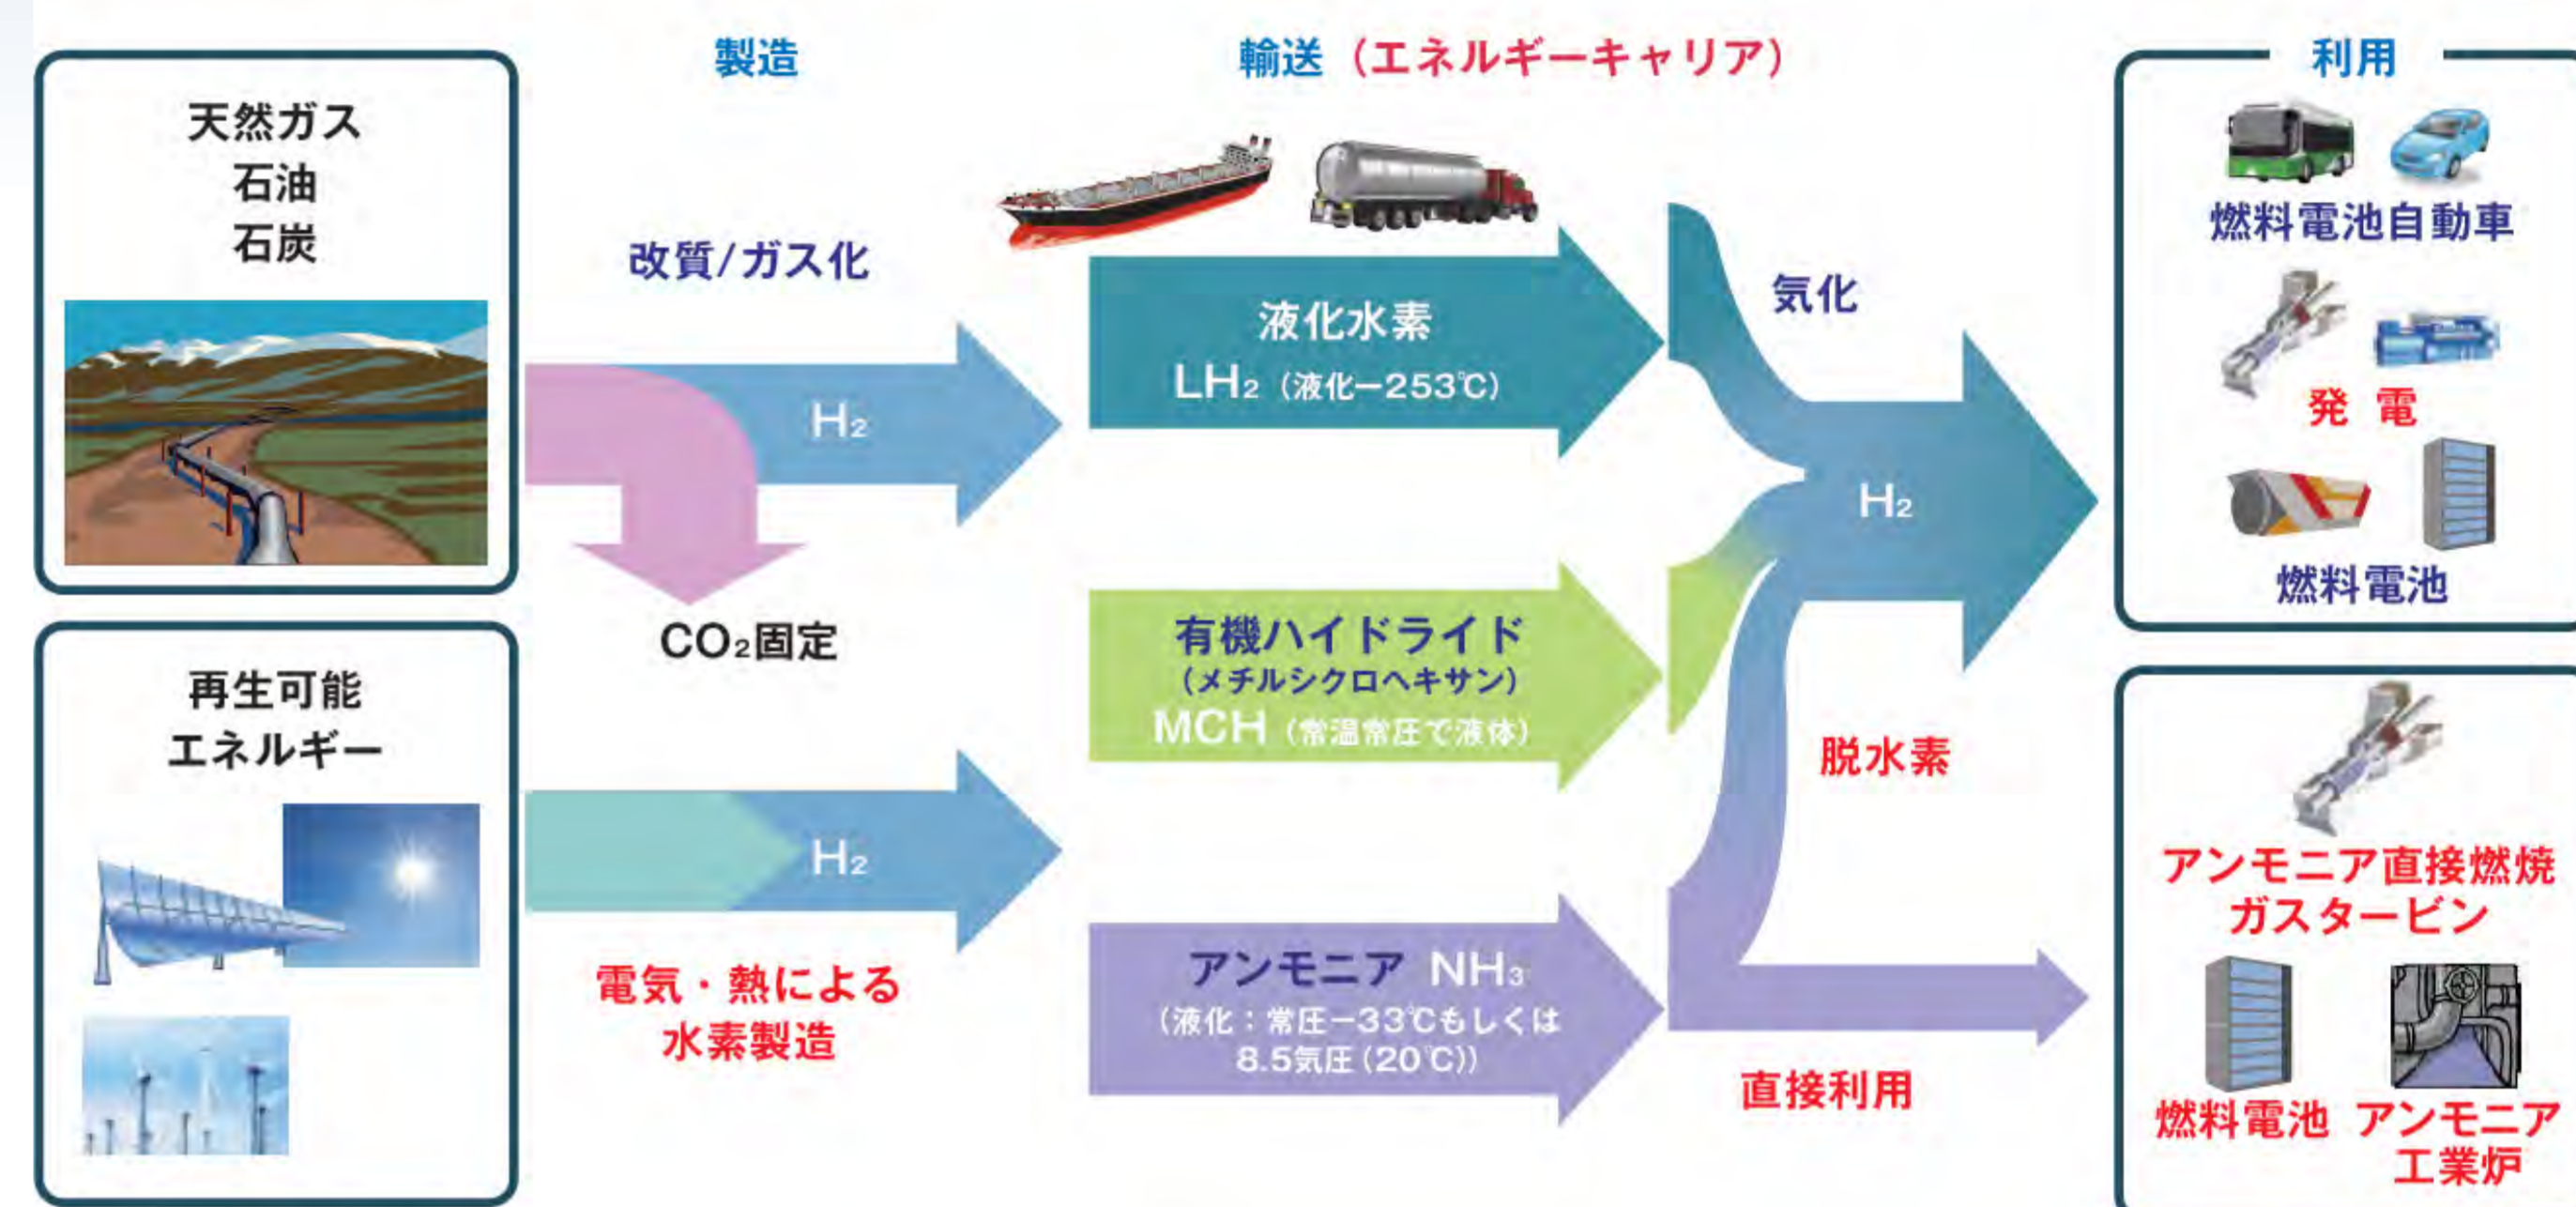 製造
輸送（エネルギーキャリア）
利用
天然ガス
石油
石炭
改質/ガス化
H₂
CO₂固定
再生可能
エネルギー
H₂
電気・熱による
水素製造
液化水素
LH₂（液化－253℃）
有機ハイドライド
（メチルシクロヘキサン）
MCH（常温常圧で液体）
アンモニア NH₃
（液化：常圧－33℃もしくは
8.5気圧（20℃））
気化
H₂
脱水素
直接利用
燃料電池自動車
発 電
燃料電池
アンモニア直接燃焼
ガスタービン
燃料電池
アンモニア
工業炉